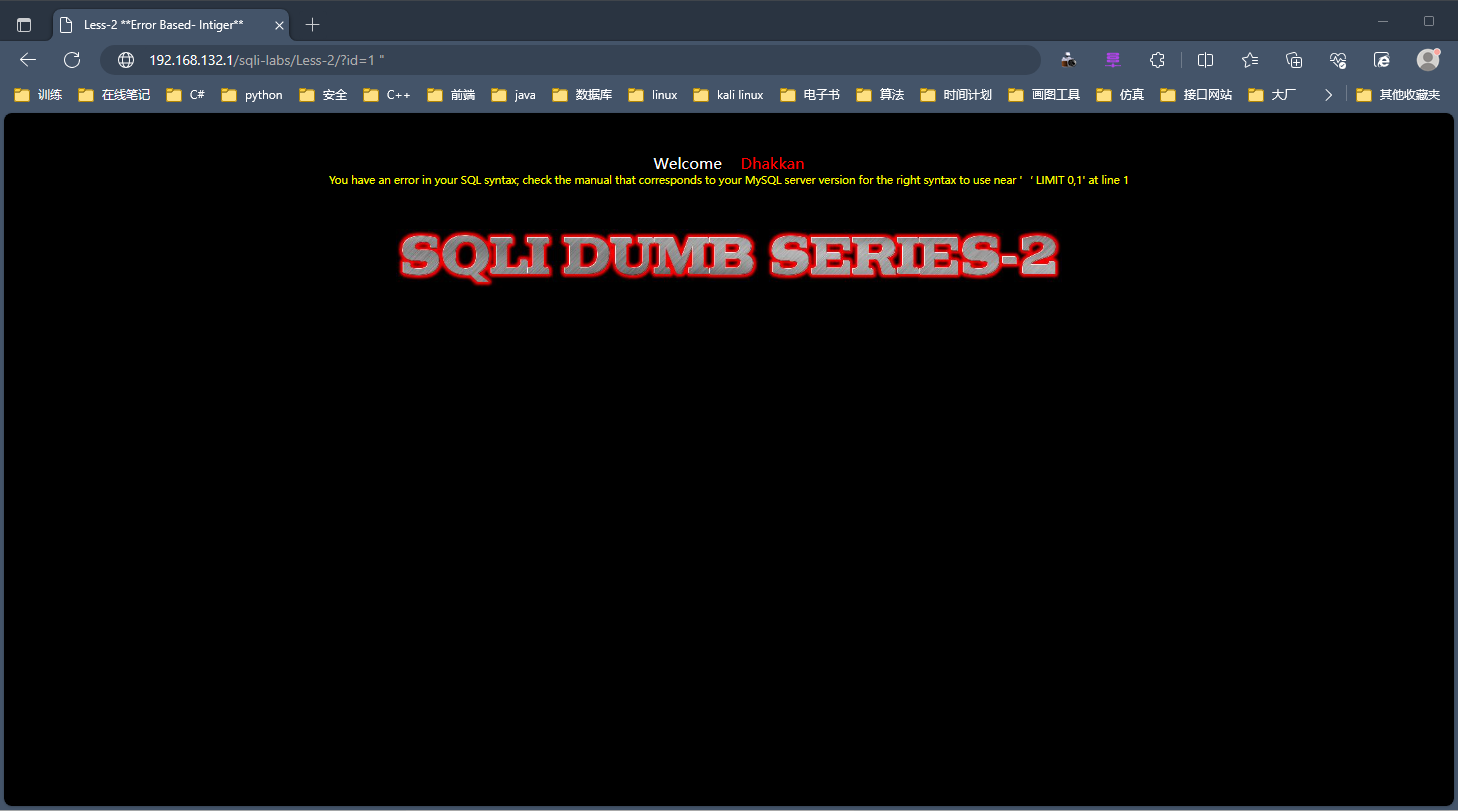 Less-2 **Error Based- Intiger**
192.168.132.1/sqli-labs/Less-2/?id=1 "
训练 在线笔记 C# python 安全 C++ 前端 java 数据库 linux kali linux 电子书 算法 时间计划 画图工具 仿真 接口网站 大厂 其他收藏夹
Welcome Dhakkan
You have an error in your SQL syntax; check the manual that corresponds to your MySQL server version for the right syntax to use near ' ‘ LIMIT 0,1' at line 1
SQLI DUMB SERIES-2